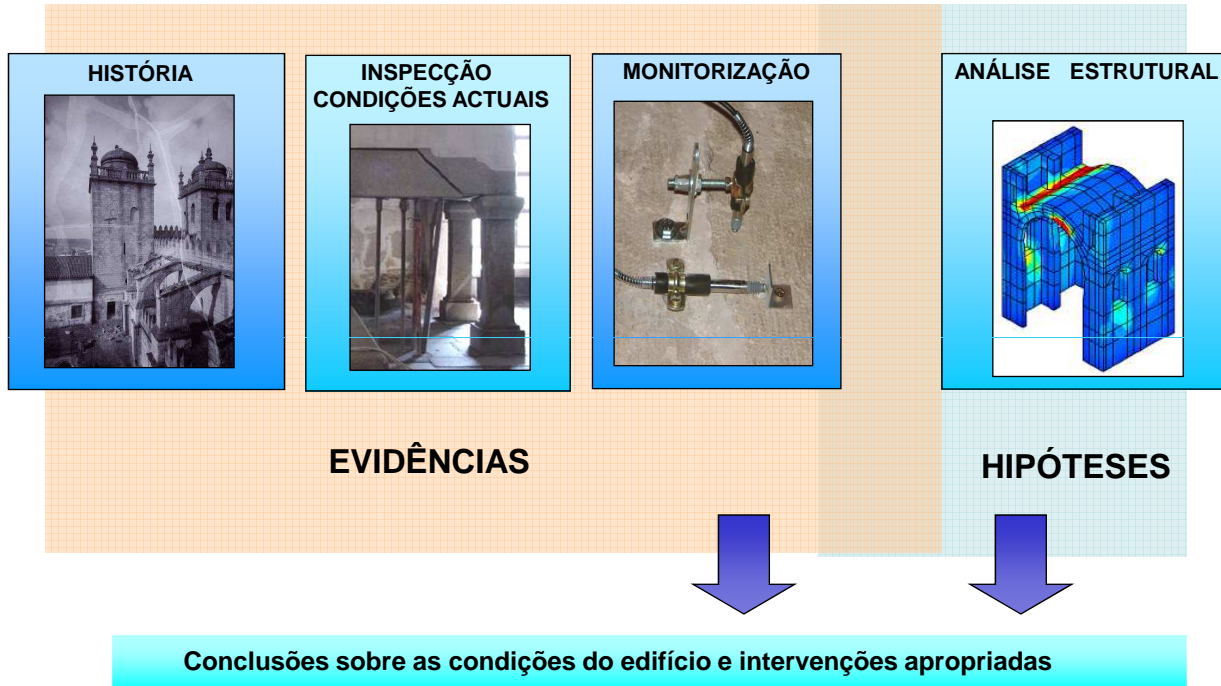 HISTÓRIA
INSPECÇÃO
CONDIÇÕES ACTUAIS
MONITORIZAÇÃO
ANÁLISE ESTRUTURAL
EVIDÊNCIAS
HIPÓTESES
Conclusões sobre as condições do edifício e intervenções apropriadas